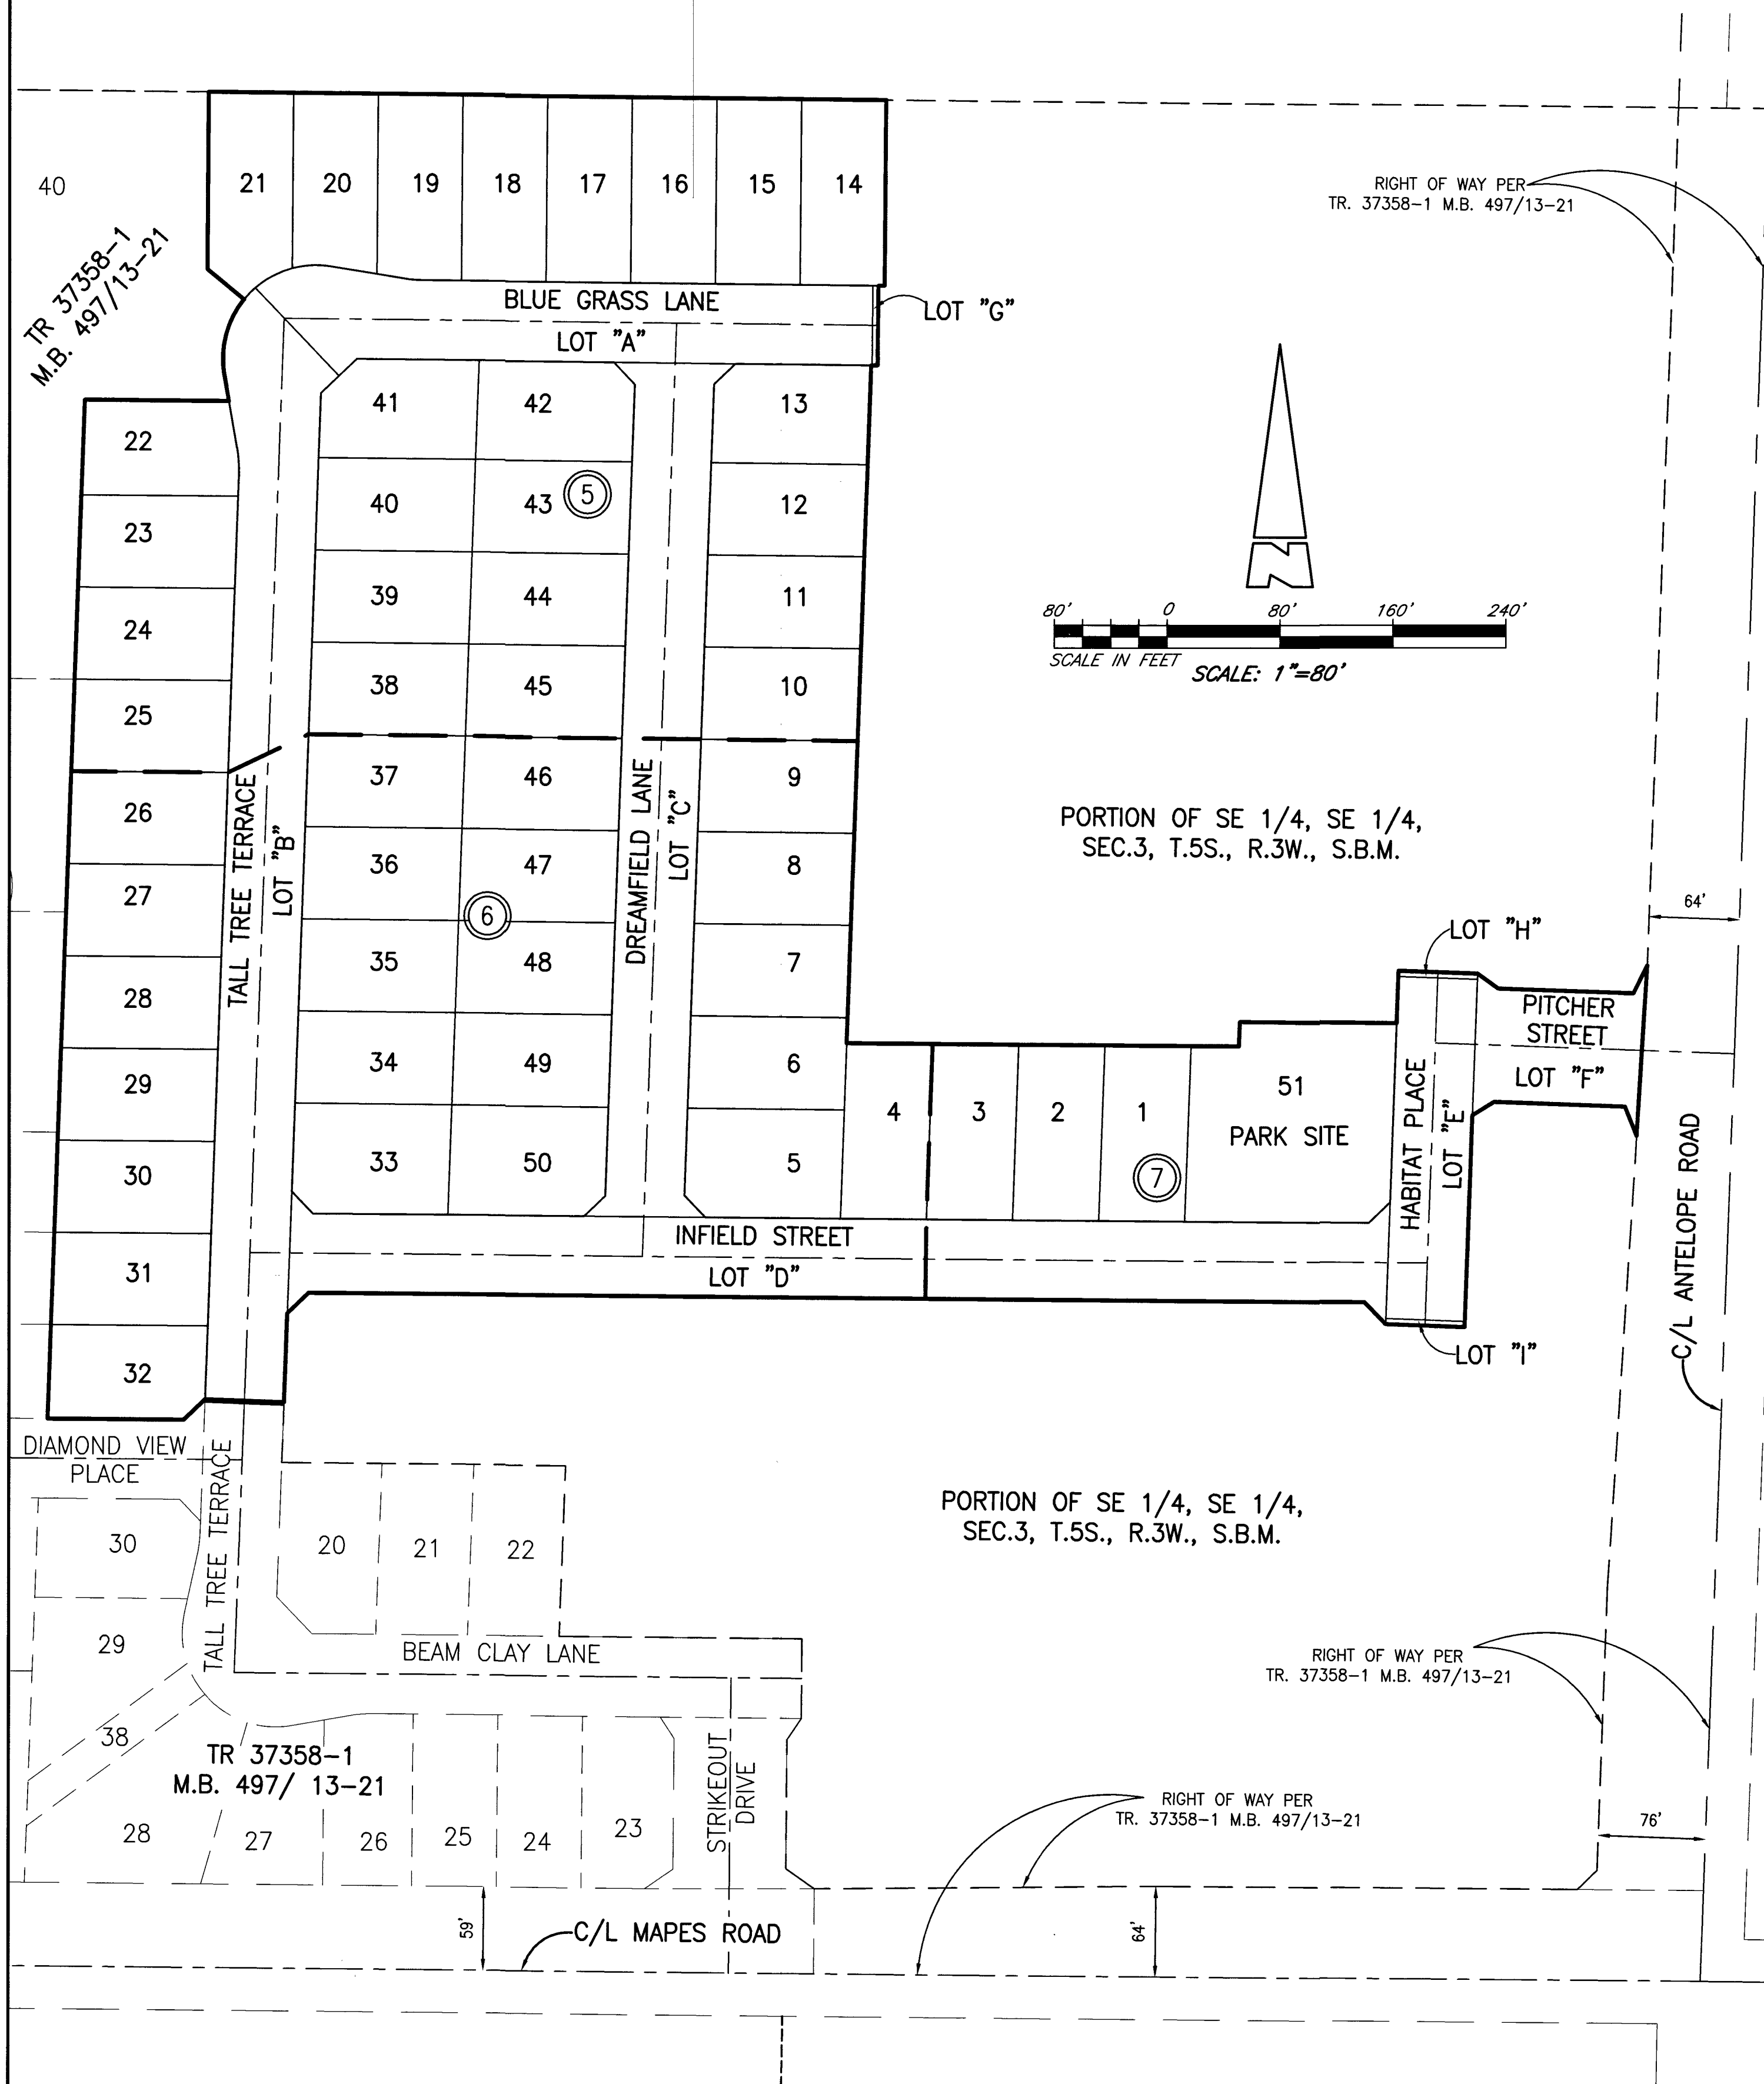 40
TR 37358-1
M.B. 497/13-21
21 20 19 18 17 16 15 14
RIGHT OF WAY PER
TR. 37358-1 M.B. 497/13-21
BLUE GRASS LANE
LOT "A"
LOT "G"
22
23
24
25
26
27
28
29
30
31
32
41 42
40 43
39 44
38 45
37 46
36 47
35 48
34 49
33 50
5
6
13
12
11
10
9
8
7
6
5
TALL TREE TERRACE
LOT "B"
DREAMFIELD LANE
LOT "C"
N
80' 0 80' 160' 240'
SCALE IN FEET
SCALE: 1"=80'
PORTION OF SE 1/4, SE 1/4,
SEC.3, T.5S., R.3W., S.B.M.
64'
LOT "H"
PITCHER
STREET
LOT "F"
4 3 2 1
7
51
PARK SITE
HABITAT PLACE
LOT "E"
C/L ANTELOPE ROAD
INFIELD STREET
LOT "D"
LOT "I"
DIAMOND VIEW
PLACE
TALL TREE TERRACE
30
29
38
28
20 21 22
PORTION OF SE 1/4, SE 1/4,
SEC.3, T.5S., R.3W., S.B.M.
BEAM CLAY LANE
RIGHT OF WAY PER
TR. 37358-1 M.B. 497/13-21
TR 37358-1
M.B. 497/ 13-21
27 26 25 24 23
STRIKEOUT
DRIVE
RIGHT OF WAY PER
TR. 37358-1 M.B. 497/13-21
76'
59'
C/L MAPES ROAD
64'